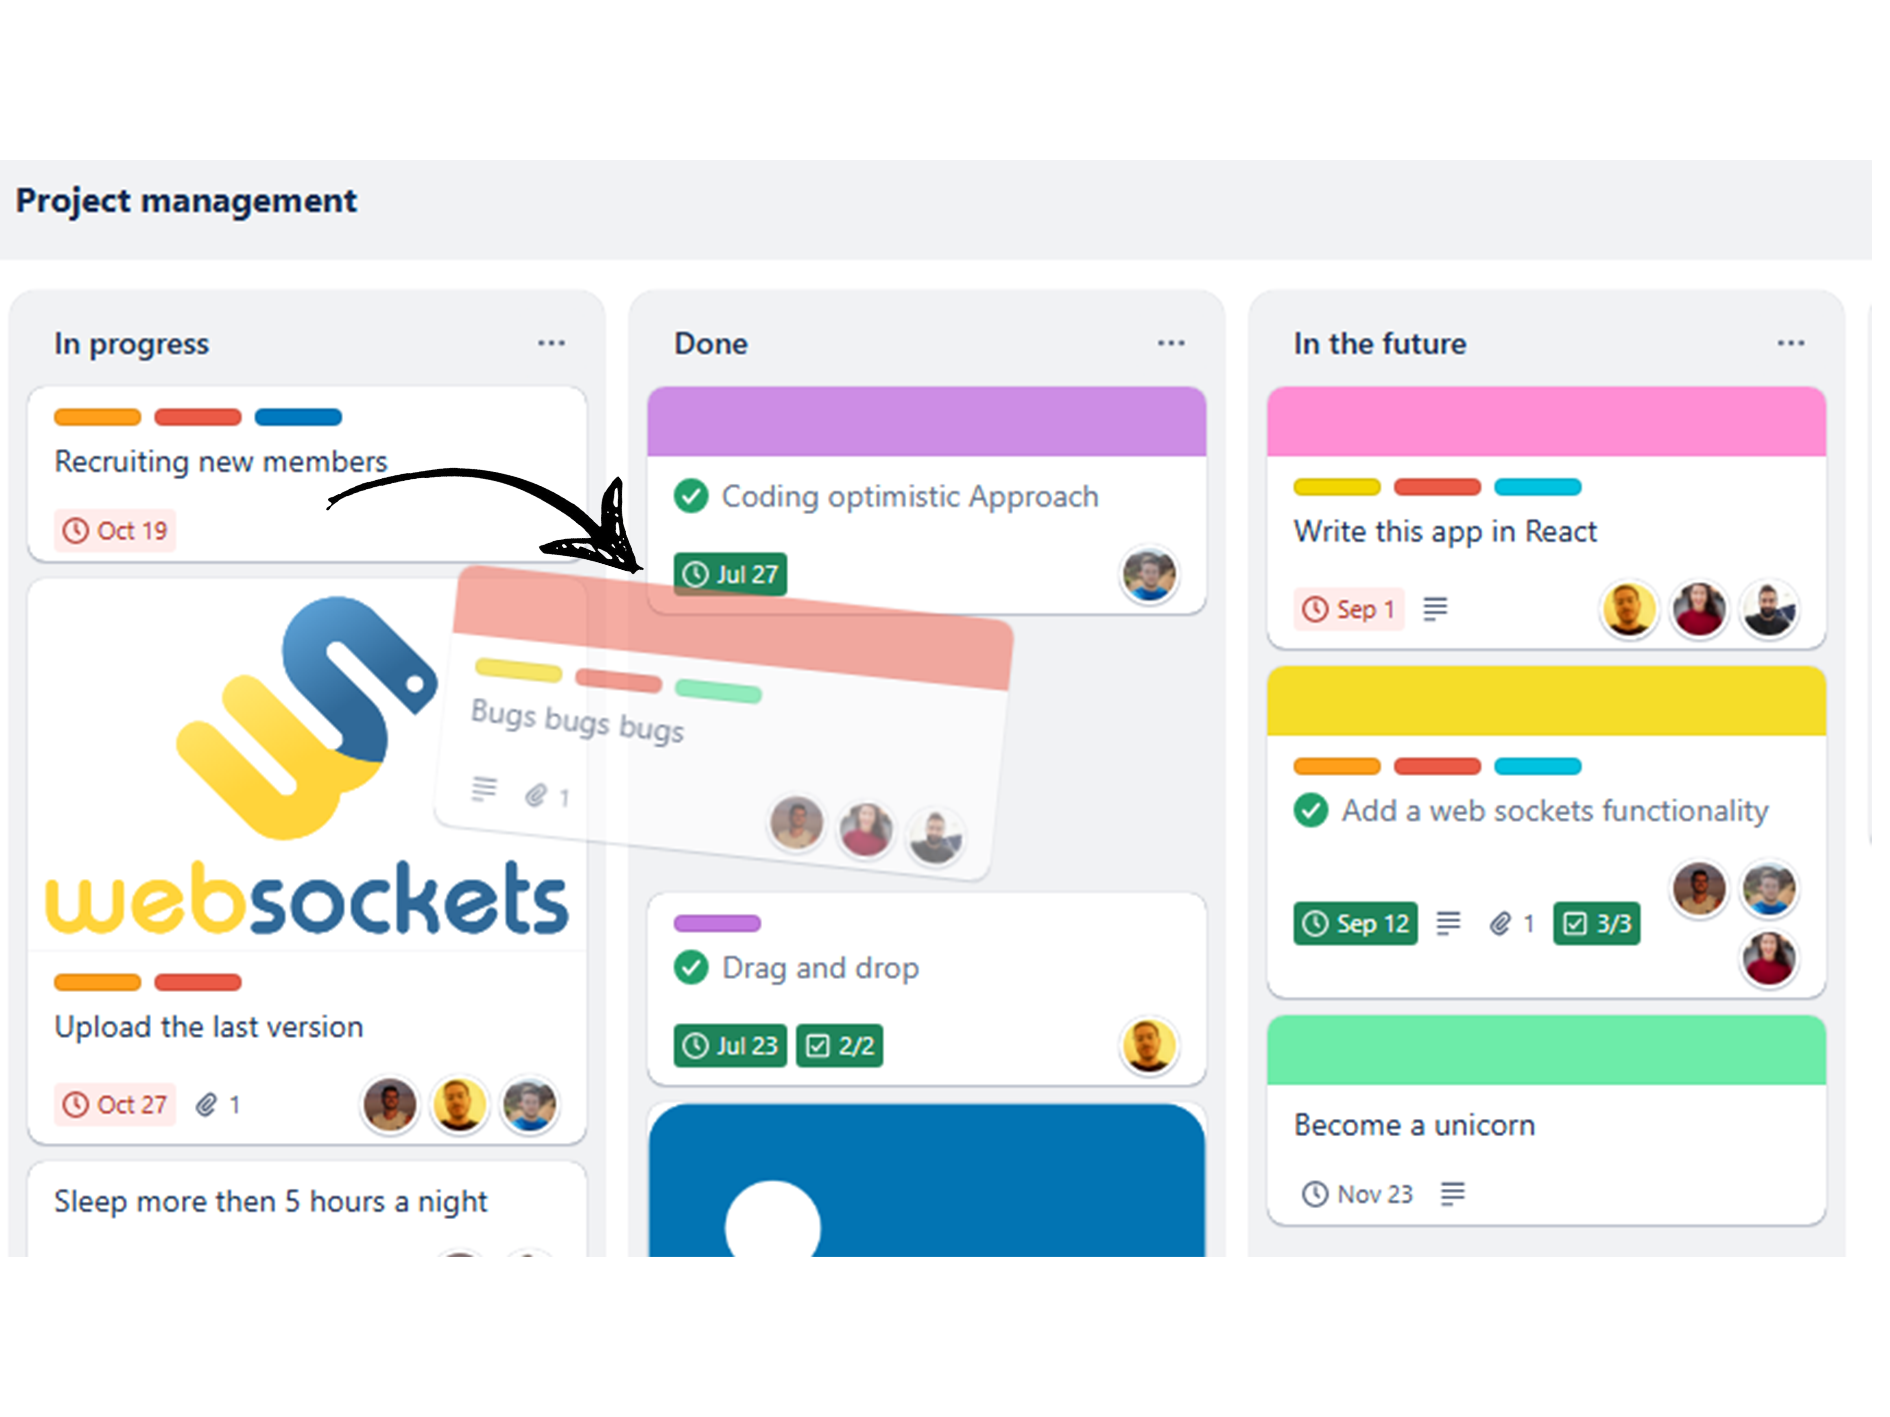 Project management
In progress
Recruiting new members
Oct 19
websockets
Upload the last version
Oct 27 1
Sleep more then 5 hours a night
Bugs bugs bugs
1
Done
Coding optimistic Approach
Jul 27
Drag and drop
Jul 23 2/2
In the future
Write this app in React
Sep 1
Add a web sockets functionality
Sep 12 1 3/3
Become a unicorn
Nov 23